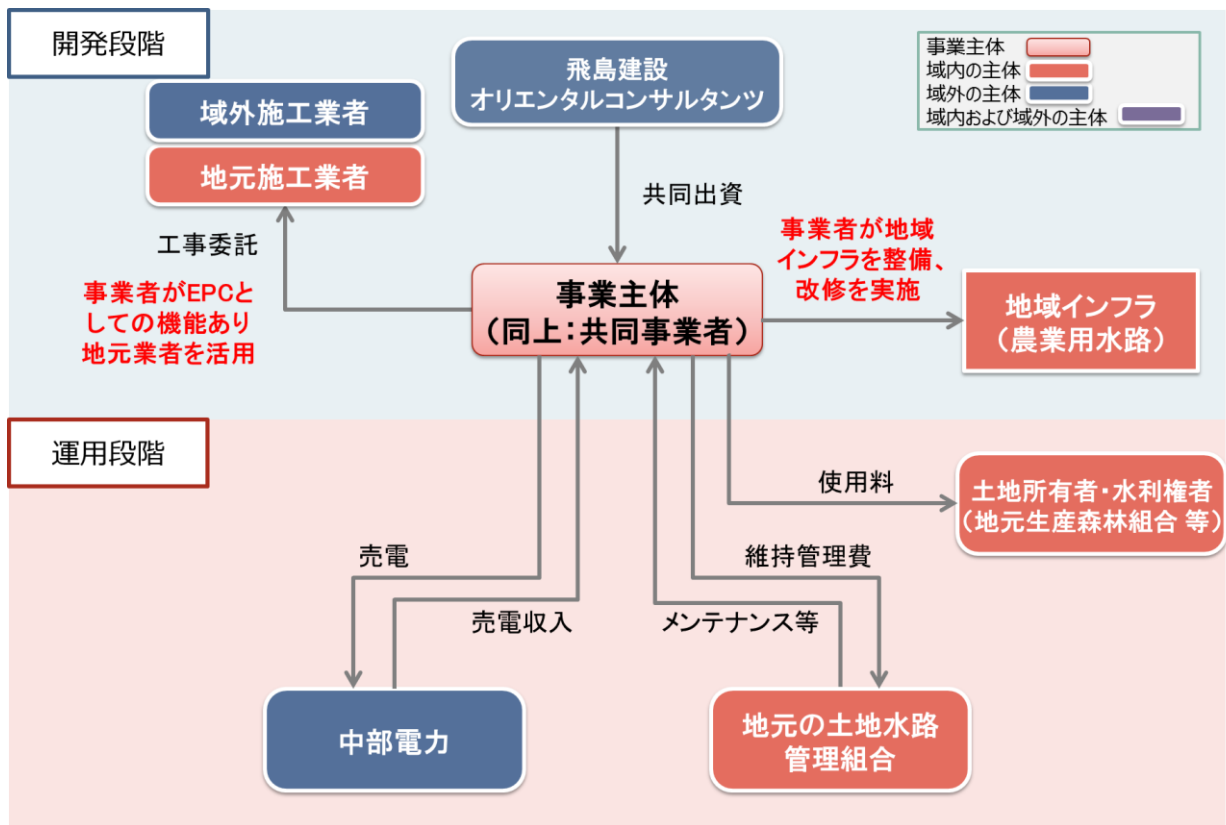 開発段階
飛島建設
オリエンタルコンサルタンツ
事業主体
域内の主体
域外の主体
域内および域外の主体
域外施工業者
地元施工業者
工事委託
共同出資
事業者がEPCと
しての機能あり
地元業者を活用
事業主体
（同上：共同事業者）
事業者が地域
インフラを整備、
改修を実施
地域インフラ
（農業用水路）
運用段階
使用料
土地所有者・水利権者
（地元生産森林組合 等）
売電
売電収入
維持管理費
メンテナンス等
中部電力
地元の土地水路
管理組合